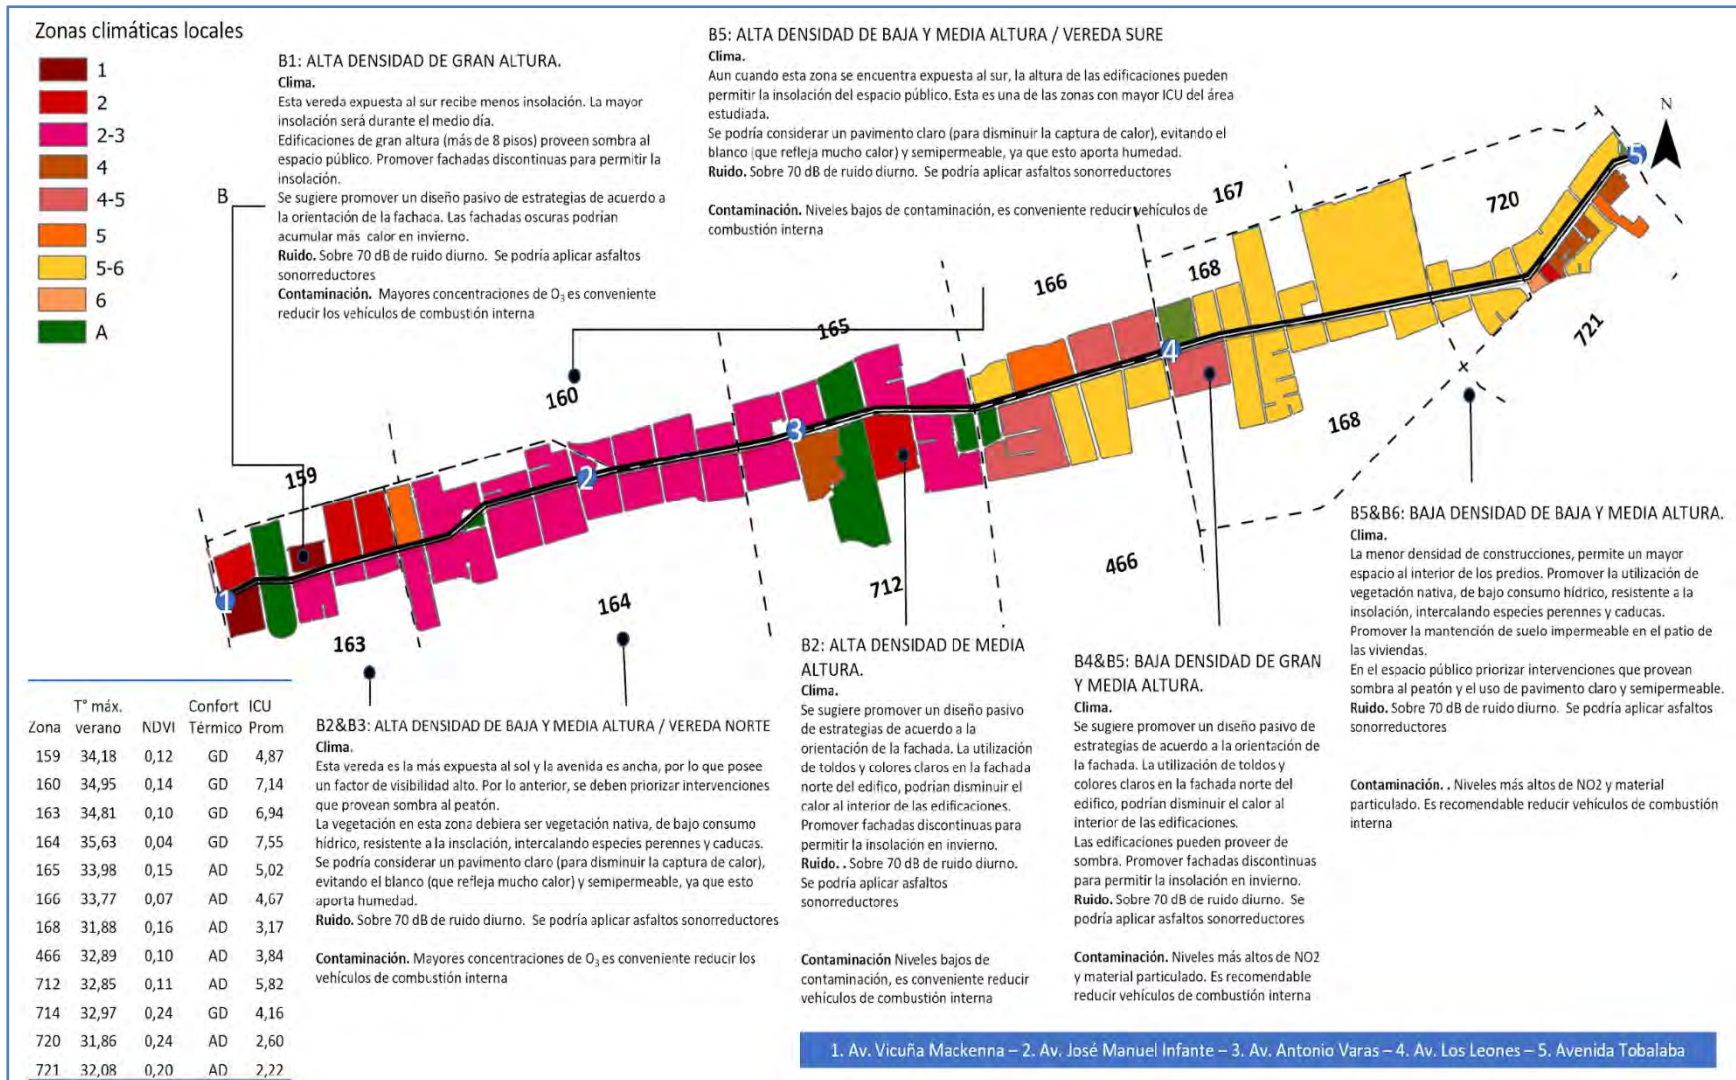 Zonas climáticas locales
1
2
2-3
4
4-5
5
5-6
6
A
B
B1: ALTA DENSIDAD DE GRAN ALTURA.
Clima.
Esta vereda expuesta al sur recibe menos insolación. La mayor
insolación será durante el medio día.
Edificaciones de gran altura (más de 8 pisos) proveen sombra al
espacio público. Promover fachadas discontinuas para permitir la
insolación.
Se sugiere promover un diseño pasivo de estrategias de acuerdo a
la orientación de la fachada. Las fachadas oscuras podrían
acumular más calor en invierno.
Ruido. Sobre 70 dB de ruido diurno. Se podría aplicar asfaltos
sonorreductores
Contaminación. Mayores concentraciones de O3 es conveniente
reducir los vehículos de combustión interna
B5: ALTA DENSIDAD DE BAJA Y MEDIA ALTURA / VEREDA SURE
Clima.
Aun cuando esta zona se encuentra expuesta al sur, la altura de las edificaciones pueden
permitir la insolación del espacio público. Esta es una de las zonas con mayor ICU del área
estudiada.
Se podría considerar un pavimento claro (para disminuir la captura de calor), evitando el
blanco (que refleja mucho calor) y semipermeable, ya que esto aporta humedad.
Ruido. Sobre 70 dB de ruido diurno. Se podría aplicar asfaltos sonorreductores
Contaminación. Niveles bajos de contaminación, es conveniente reducir vehículos de
combustión interna
N
159
160
165
166
167
168
720
721
168
466
712
164
163
1
2
3
4
5
T° máx. Confort ICU
Zona verano NDVI Térmico Prom
159 34,18 0,12 GD 4,87
160 34,95 0,14 GD 7,14
163 34,81 0,10 GD 6,94
164 35,63 0,04 GD 7,55
165 33,98 0,15 AD 5,02
166 33,77 0,07 AD 4,67
168 31,88 0,16 AD 3,17
466 32,89 0,10 AD 3,84
712 32,85 0,11 AD 5,82
714 32,97 0,24 GD 4,16
720 31,86 0,24 AD 2,60
721 32,08 0,20 AD 2,22
B2&B3: ALTA DENSIDAD DE BAJA Y MEDIA ALTURA / VEREDA NORTE
Clima.
Esta vereda es la más expuesta al sol y la avenida es ancha, por lo que posee
un factor de visibilidad alto. Por lo anterior, se deben priorizar intervenciones
que provean sombra al peatón.
La vegetación en esta zona debiera ser vegetación nativa, de bajo consumo
hídrico, resistente a la insolación, intercalando especies perennes y caducas.
Se podría considerar un pavimento claro (para disminuir la captura de calor),
evitando el blanco (que refleja mucho calor) y semipermeable, ya que esto
aporta humedad.
Ruido. Sobre 70 dB de ruido diurno. Se podría aplicar asfaltos sonorreductores
Contaminación. Mayores concentraciones de O3 es conveniente reducir los
vehículos de combustión interna
B2: ALTA DENSIDAD DE MEDIA
ALTURA.
Clima.
Se sugiere promover un diseño pasivo
de estrategias de acuerdo a la
orientación de la fachada. La utilización
de toldos y colores claros en la fachada
norte del edifico, podrían disminuir el
calor al interior de las edificaciones.
Promover fachadas discontinuas para
permitir la insolación en invierno.
Ruido. . Sobre 70 dB de ruido diurno.
Se podría aplicar asfaltos
sonorreductores
Contaminación Niveles bajos de
contaminación, es conveniente reducir
vehículos de combustión interna
B4&B5: BAJA DENSIDAD DE GRAN
Y MEDIA ALTURA.
Clima.
Se sugiere promover un diseño pasivo de
estrategias de acuerdo a la orientación de
la fachada. La utilización de toldos y
colores claros en la fachada norte del
edifico, podrían disminuir el calor al
interior de las edificaciones.
Las edificaciones pueden proveer de
sombra. Promover fachadas discontinuas
para permitir la insolación en invierno.
Ruido. Sobre 70 dB de ruido diurno. Se
podría aplicar asfaltos sonorreductores
Contaminación. Niveles más altos de NO2
y material particulado. Es recomendable
reducir vehículos de combustión interna
B5&B6: BAJA DENSIDAD DE BAJA Y MEDIA ALTURA.
Clima.
La menor densidad de construcciones, permite un mayor
espacio al interior de los predios. Promover la utilización de
vegetación nativa, de bajo consumo hídrico, resistente a la
insolación, intercalando especies perennes y caducas.
Promover la mantención de suelo impermeable en el patio de
las viviendas.
En el espacio público priorizar intervenciones que provean
sombra al peatón y el uso de pavimento claro y semipermeable.
Ruido. Sobre 70 dB de ruido diurno. Se podría aplicar asfaltos
sonorreductores
Contaminación. . Niveles más altos de NO2 y material
particulado. Es recomendable reducir vehículos de combustión
interna
1. Av. Vicuña Mackenna – 2. Av. José Manuel Infante – 3. Av. Antonio Varas – 4. Av. Los Leones – 5. Avenida Tobalaba